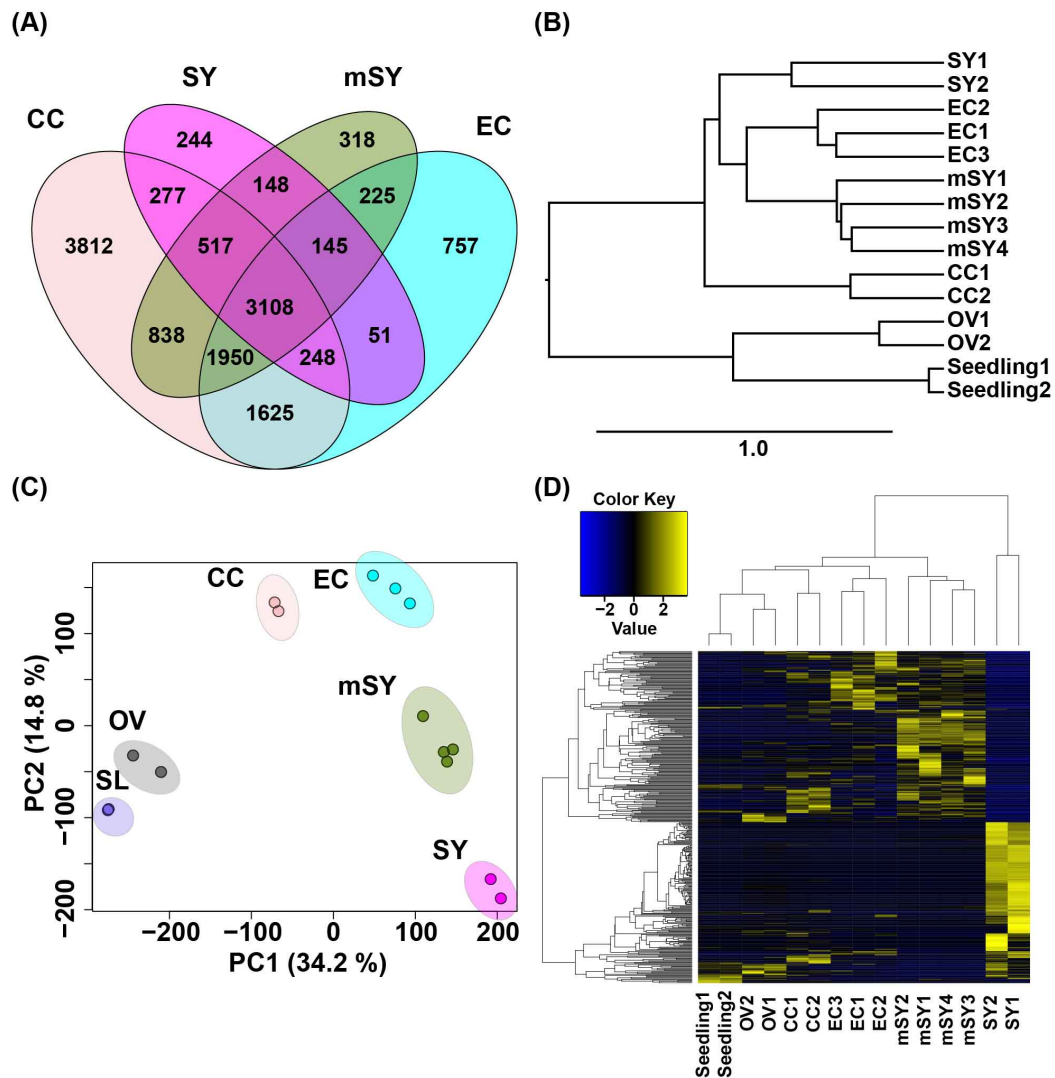 (A)
CC
SY
mSY
EC
244
318
277
148
225
3812
517
145
757
3108
838
1950
248
51
1625
(B)
SY1
SY2
EC2
EC1
EC3
mSY1
mSY2
mSY3
mSY4
CC1
CC2
OV1
OV2
Seedling1
Seedling2
1.0
(C)
CC
EC
mSY
OV
SL
SY
PC2 (14.8 %)
100
0
−100
−200
−200
−100
0
100
200
PC1 (34.2 %)
(D)
Color Key
−2
0
2
Value
Seedling1
Seedling2
OV2
OV1
CC1
CC2
EC3
EC1
EC2
mSY2
mSY1
mSY4
mSY3
SY2
SY1